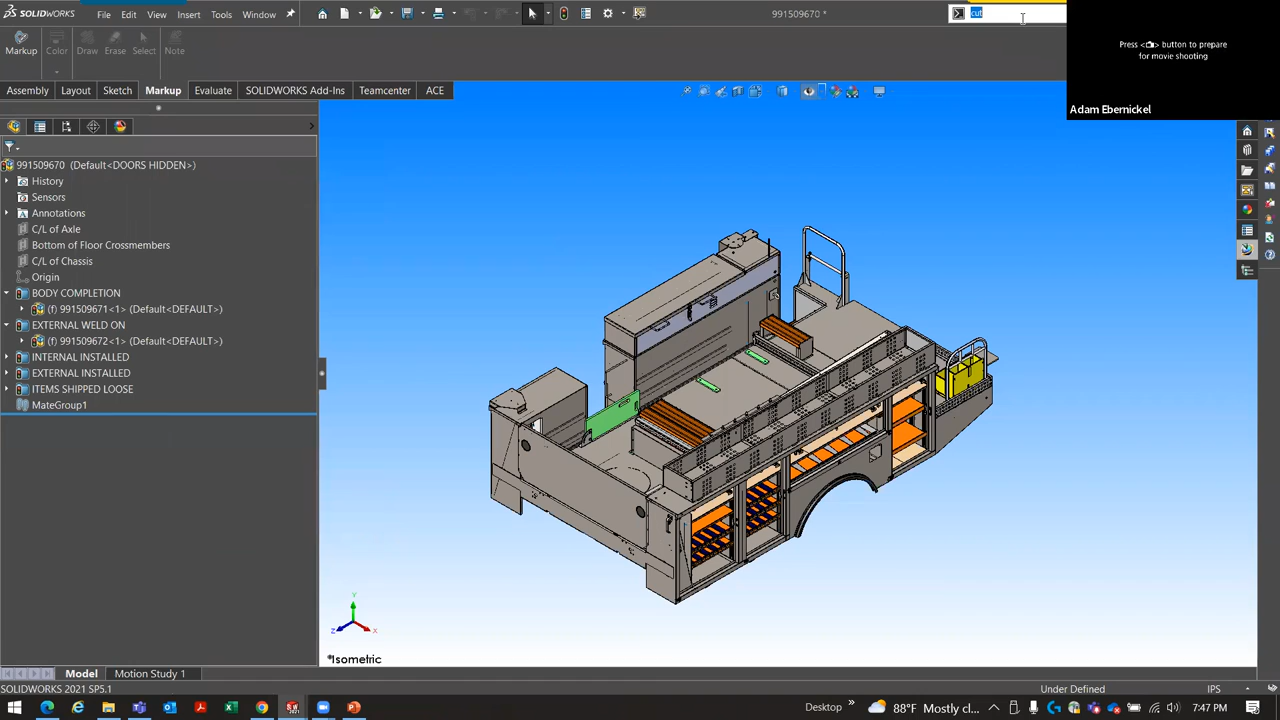 SOLIDWORKS File Edit View Insert Tools Window 991509670 * cut
Press < > button to prepare
for movie shooting
Adam Ebernickel
Markup Color Draw Erase Select Note
Assembly Layout Sketch Markup Evaluate SOLIDWORKS Add-Ins Teamcenter ACE
991509670 (Default<DOORS HIDDEN>)
History
Sensors
Annotations
C/L of Axle
Bottom of Floor Crossmembers
C/L of Chassis
Origin
BODY COMPLETION
(f) 991509671<1> (Default<DEFAULT>)
EXTERNAL WELD ON
(f) 991509672<1> (Default<DEFAULT>)
INTERNAL INSTALLED
EXTERNAL INSTALLED
ITEMS SHIPPED LOOSE
MateGroup1
Y
Z X
*Isometric
Model Motion Study 1
SOLIDWORKS 2021 SP5.1 Under Defined IPS
Desktop 88°F Mostly cl... 7:47 PM